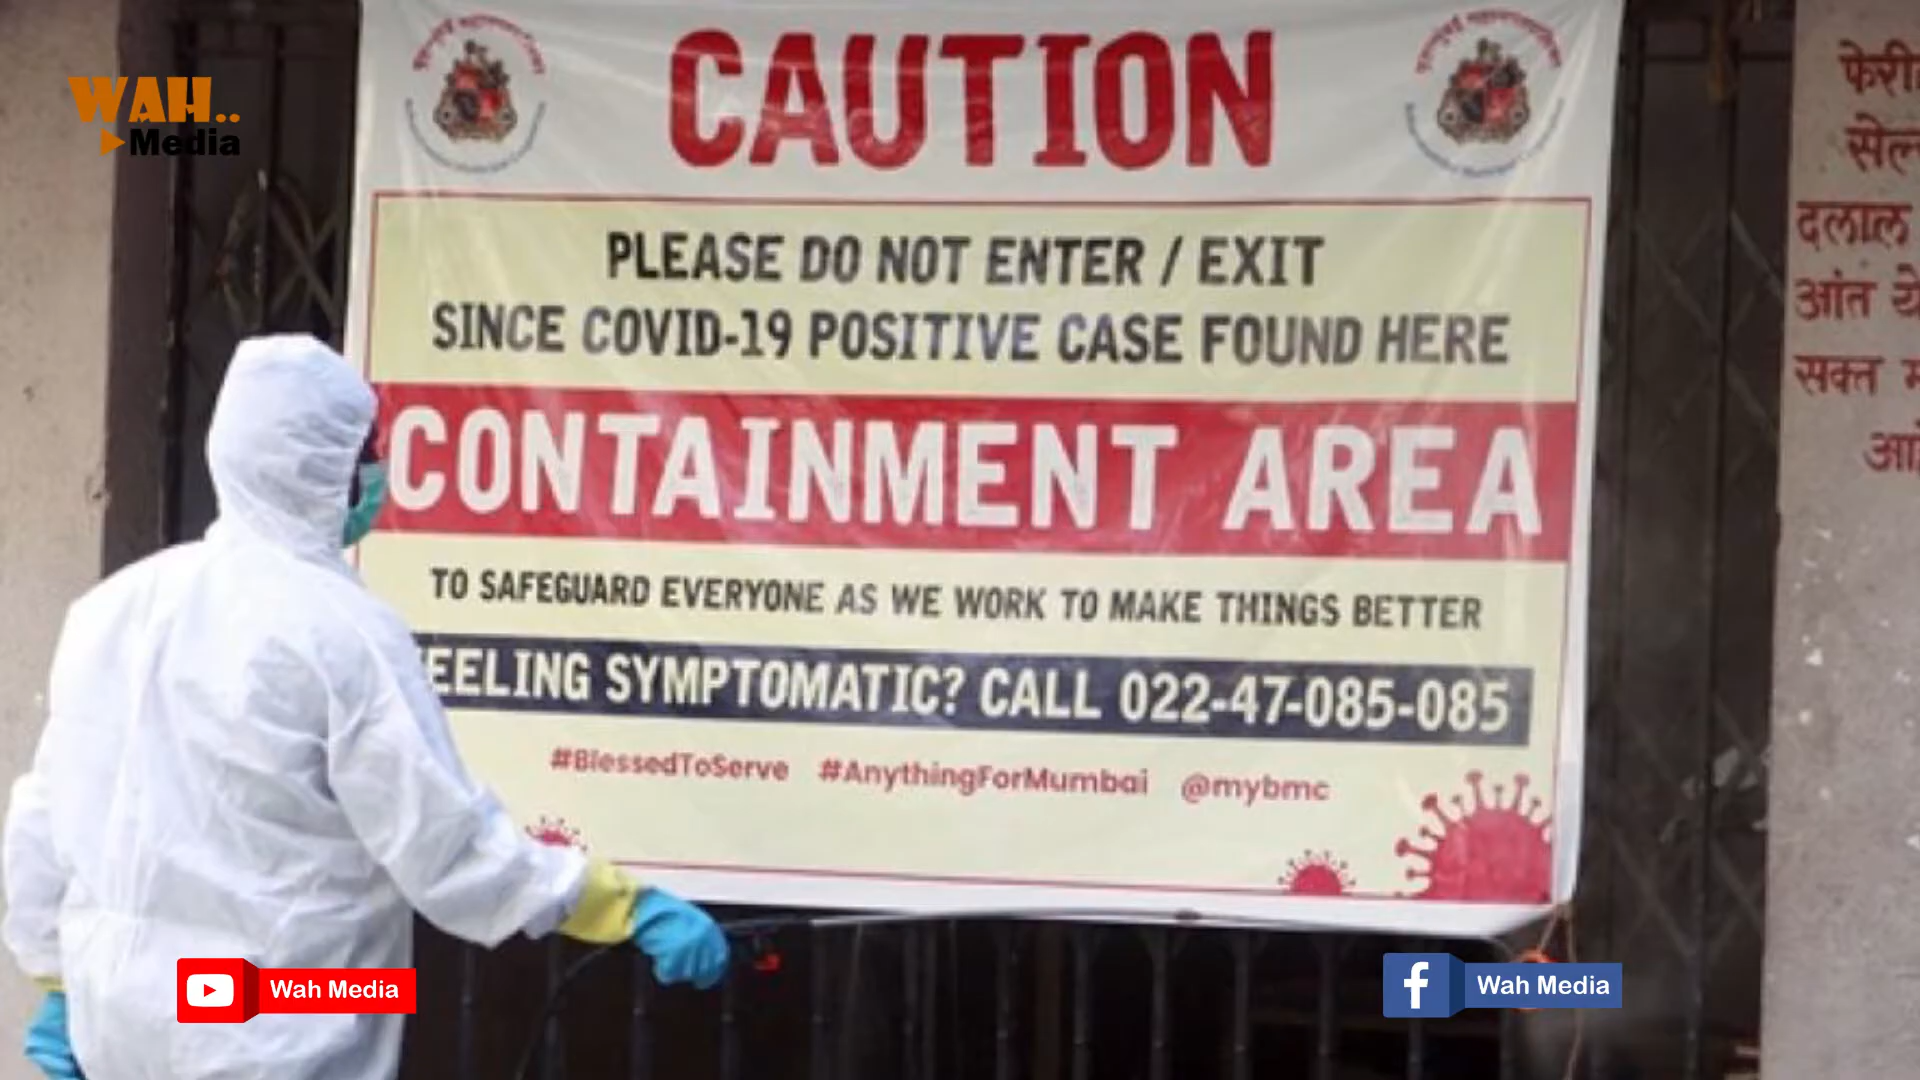 WAH..
Media
CAUTION
PLEASE DO NOT ENTER / EXIT
SINCE COVID-19 POSITIVE CASE FOUND HERE
CONTAINMENT AREA
TO SAFEGUARD EVERYONE AS WE WORK TO MAKE THINGS BETTER
EELING SYMPTOMATIC? CALL 022-47-085-085
#BlessedToServe #AnythingForMumbai @mybmc
दलाल
आंत
सक्त
Wah Media
Wah Media